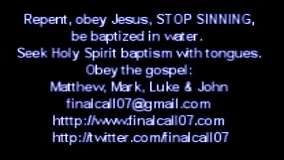 Repent, obey Jesus, STOP SINNING,
be baptized in water.
Seek Holy Spirit baptism with tongues.
Obey the gospel:
Matthew, Mark, Luke & John
finalcall07@gmail.com
htttp://www.finalcall07.com
http://twitter.com/finalcall07